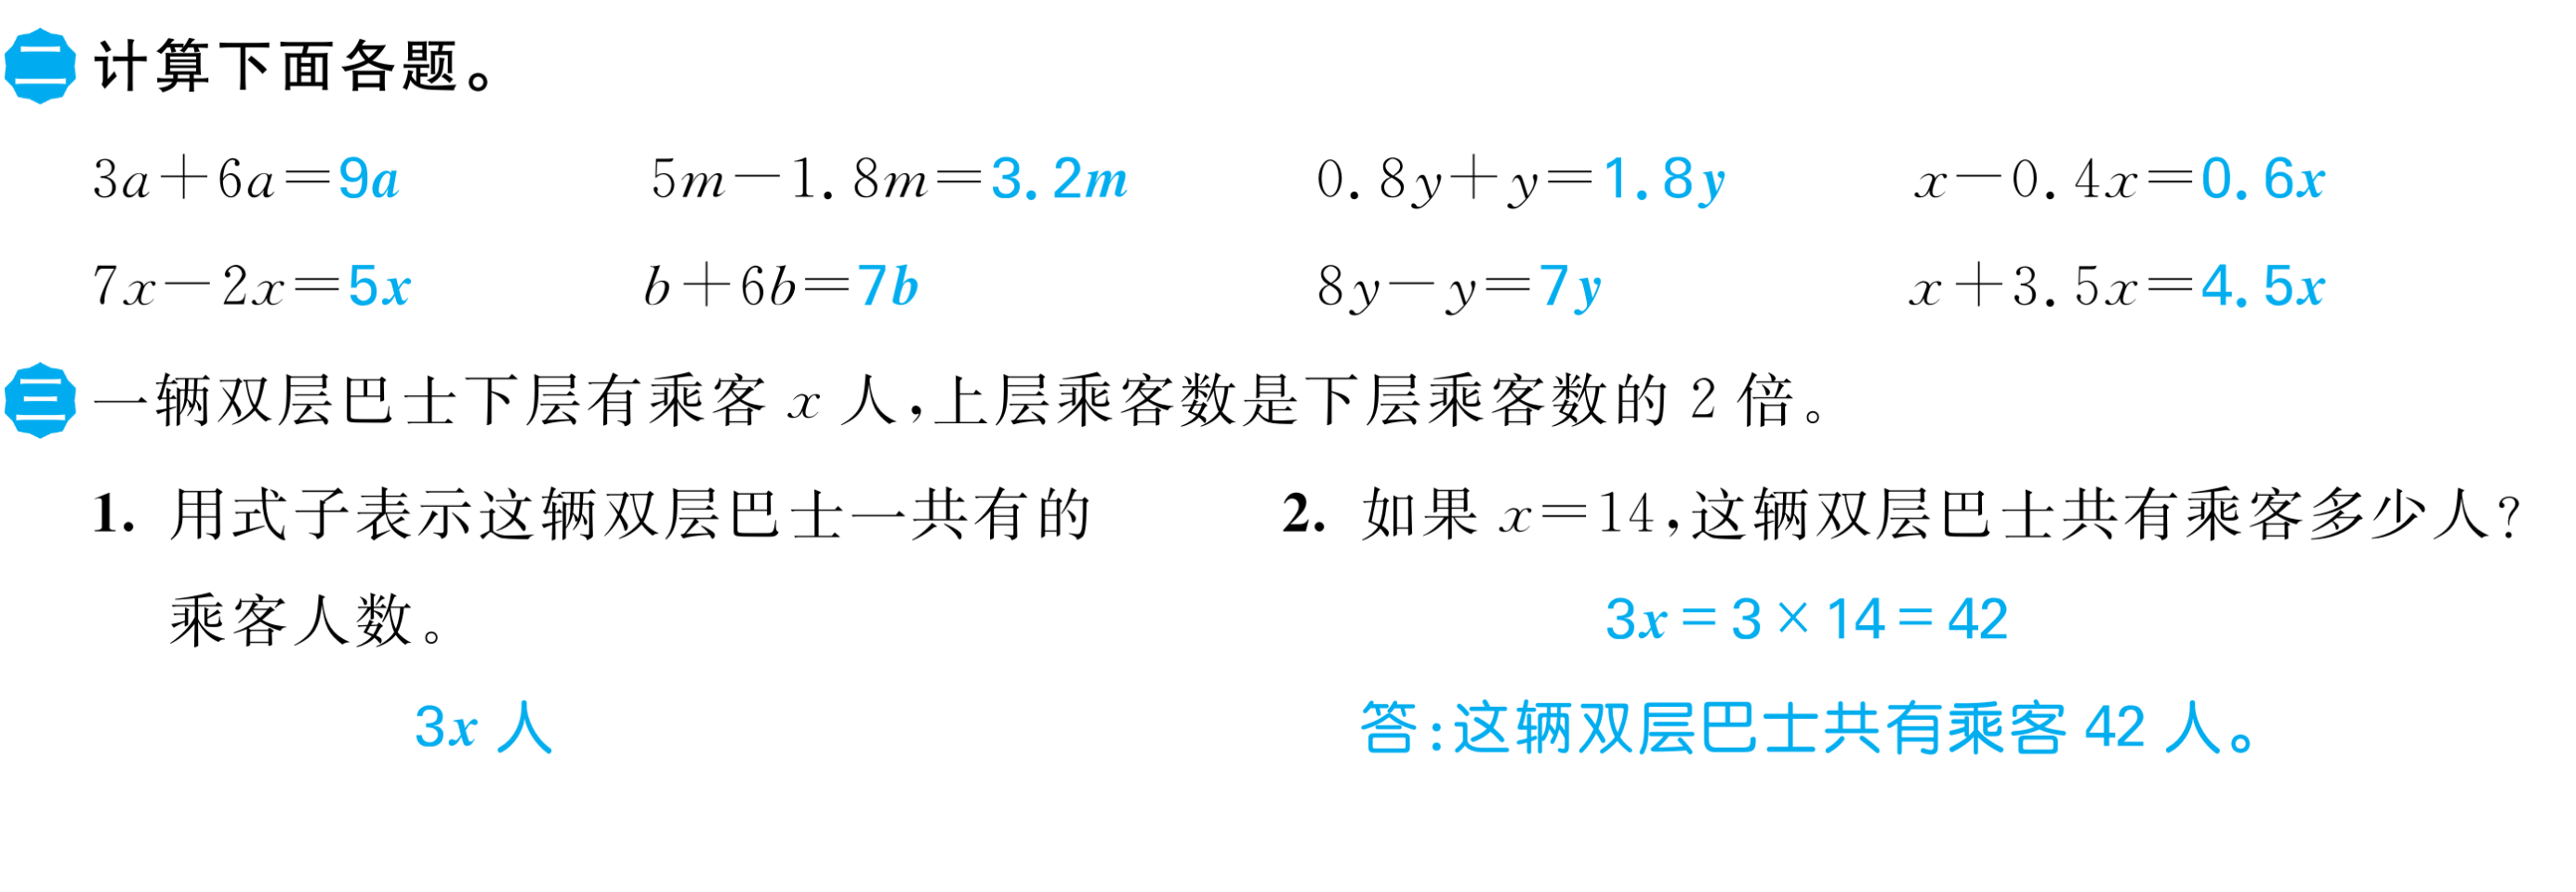 二 计算下面各题。
3a+6a=9a 5m-1.8m=3.2m 0.8y+y=1.8y x-0.4x=0.6x
7x-2x=5x b+6b=7b 8y-y=7y x+3.5x=4.5x
三 一辆双层巴士下层有乘客 x 人,上层乘客数是下层乘客数的 2 倍。
1. 用式子表示这辆双层巴士一共有的
乘客人数。
3x 人
2. 如果 x=14,这辆双层巴士共有乘客多少人?
3x=3×14=42
答:这辆双层巴士共有乘客 42 人。